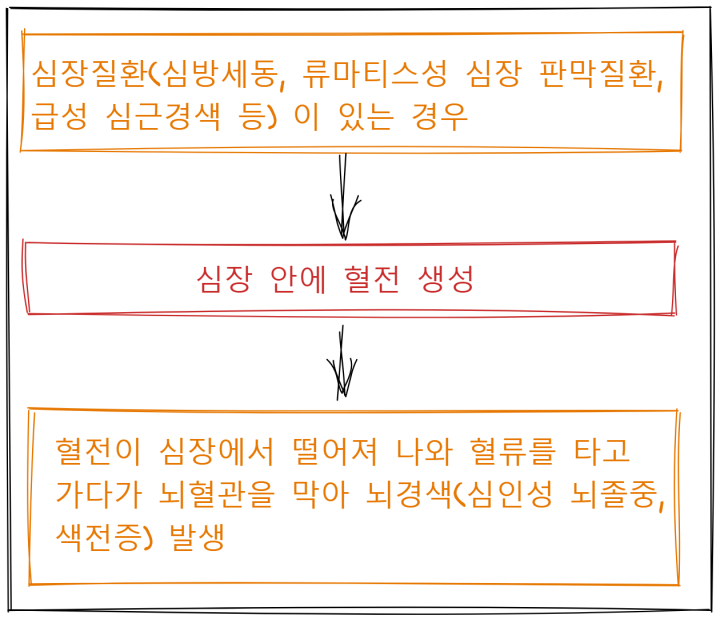 심장질환(심방세동, 류마티스성 심장 판막질환,
급성 심근경색 등) 이 있는 경우
심장 안에 혈전 생성
혈전이 심장에서 떨어져 나와 혈류를 타고
가다가 뇌혈관을 막아 뇌경색(심인성 뇌졸중,
색전증) 발생